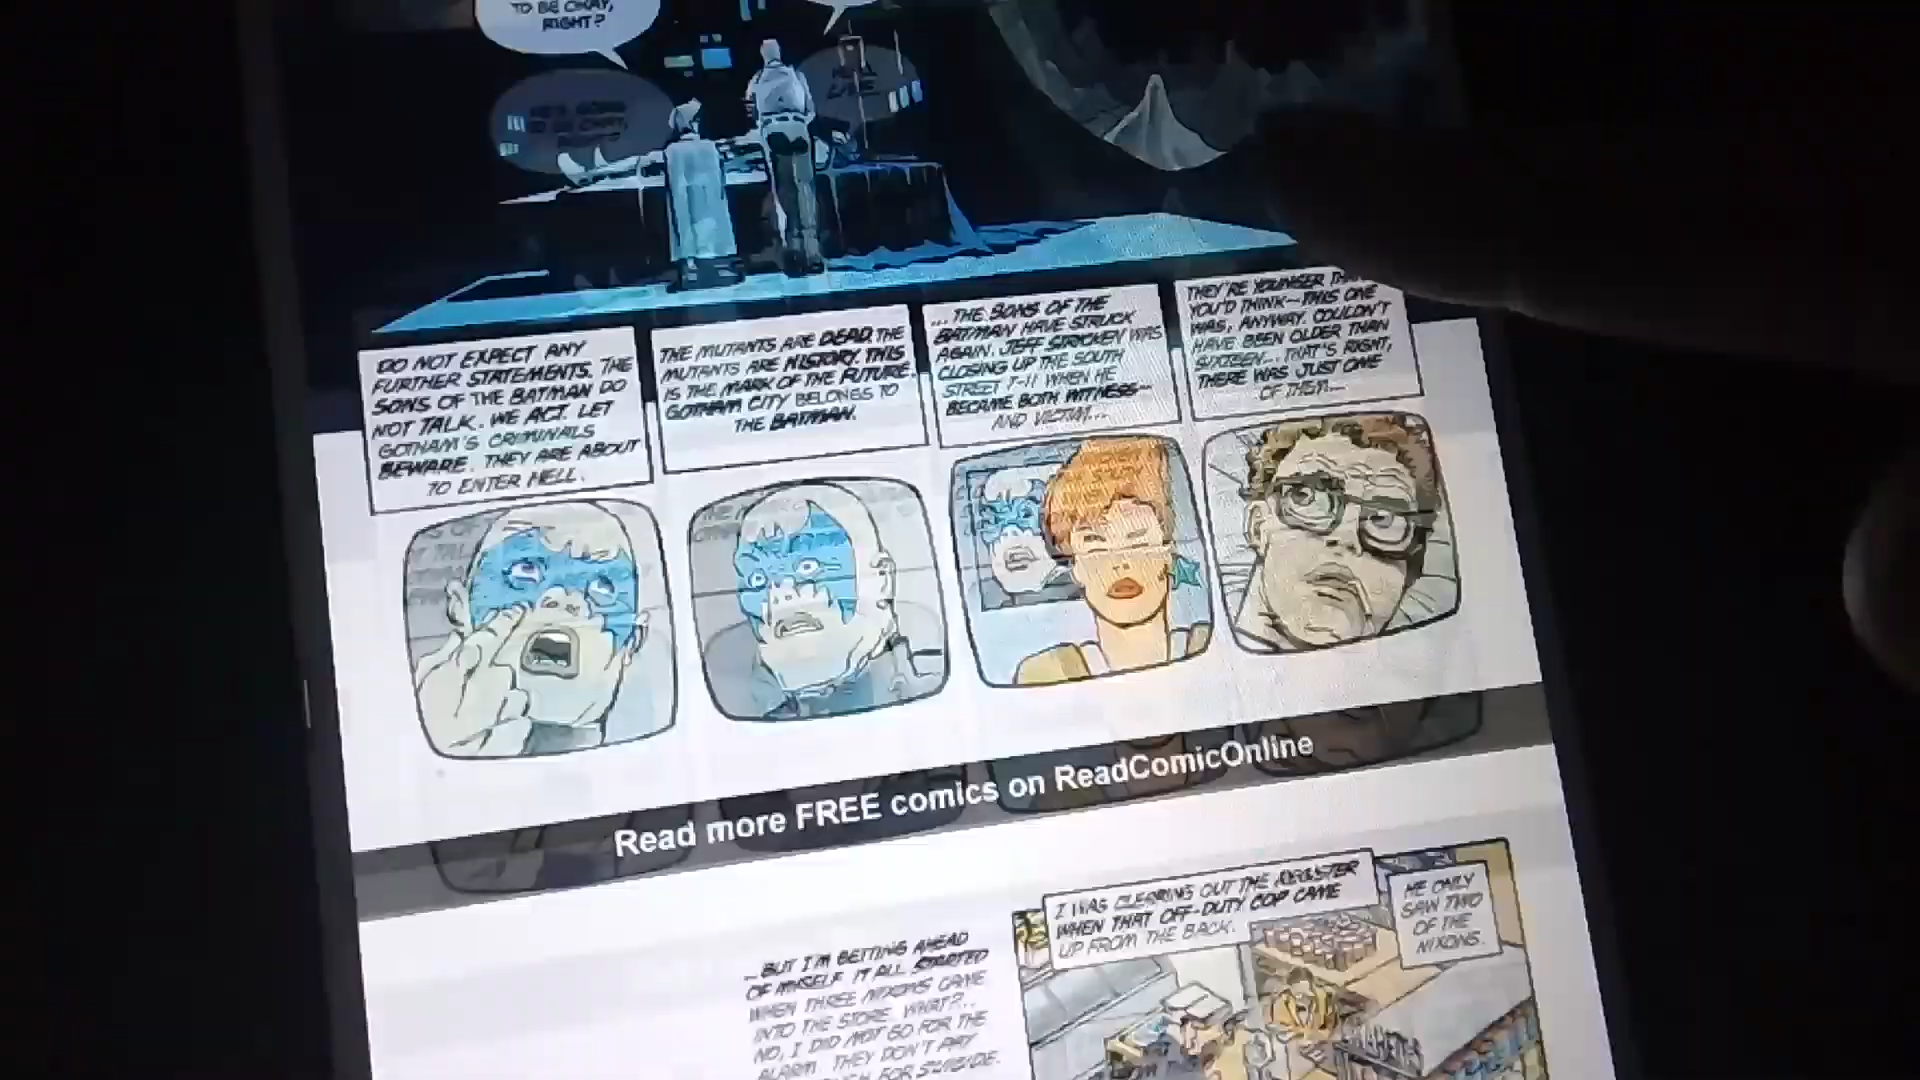 TO BE OKAY,
RIGHT?
DO NOT EXPECT ANY
FURTHER STATEMENTS. THE
SONS OF THE BATMAN DO
NOT TALK. WE ACT. LET
GOTHAM'S CRIMINALS
BEWARE. THEY ARE ABOUT
TO ENTER HELL.
THE MUTANTS ARE DEAD. THE
MUTANTS ARE HISTORY. THIS
IS THE MARK OF THE FUTURE.
GOTHAM CITY BELONGS TO
THE BATMAN.
... THE SONS OF THE
BATMAN HAVE STRUCK
AGAIN. JEFF STRICKEN WAS
CLOSING UP THE SOUTH
STREET 7-11 WHEN HE
BECAME BOTH WITNESS--
AND VICTIM...
THEY'RE YOUNGER
YOU'D THINK--THIS ONE
WAS, ANYWAY. COULDN'T
HAVE BEEN OLDER THAN
SIXTEEN... THAT'S RIGHT,
THERE WAS JUST ONE
OF THEM...
Read more FREE comics on ReadComicOnline
... BUT I'M GETTING AHEAD
OF MYSELF. IT ALL STARTED
WHEN THREE NIXONS CAME
INTO THE STORE. WHAT?...
NO, I DID NOT GO FOR THE
ALARM. THEY DON'T PAY
FOR SUICIDE.
I WAS CLEARING OUT THE REGISTER
WHEN THAT OFF-DUTY COP CAME
UP FROM THE BACK.
HE ONLY
SAW TWO
OF THE
NIXONS.